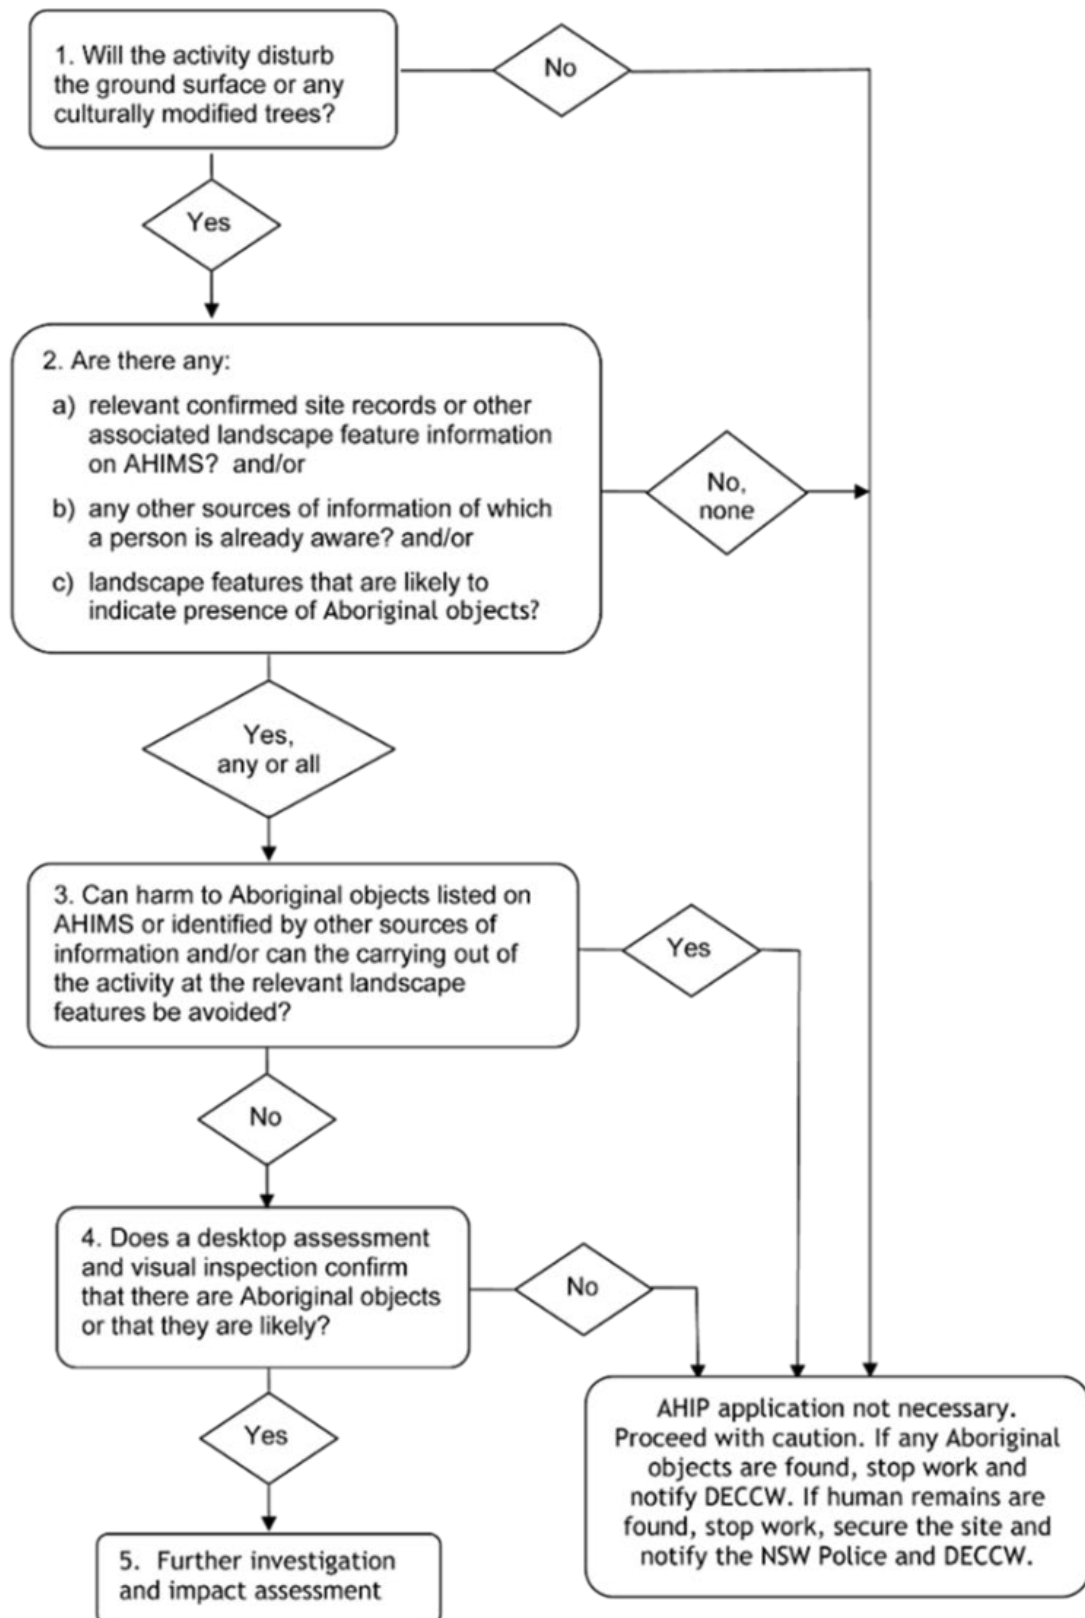 1. Will the activity disturb
the ground surface or any
culturally modified trees?
No
Yes
2. Are there any:
a) relevant confirmed site records or other
associated landscape feature information
on AHIMS? and/or
b) any other sources of information of which
a person is already aware? and/or
c) landscape features that are likely to
indicate presence of Aboriginal objects?
No,
none
Yes,
any or all
3. Can harm to Aboriginal objects listed on
AHIMS or identified by other sources of
information and/or can the carrying out of
the activity at the relevant landscape
features be avoided?
Yes
No
4. Does a desktop assessment
and visual inspection confirm
that there are Aboriginal objects
or that they are likely?
No
Yes
AHIP application not necessary.
Proceed with caution. If any Aboriginal
objects are found, stop work and
notify DECCW. If human remains are
found, stop work, secure the site and
notify the NSW Police and DECCW.
5. Further investigation
and impact assessment